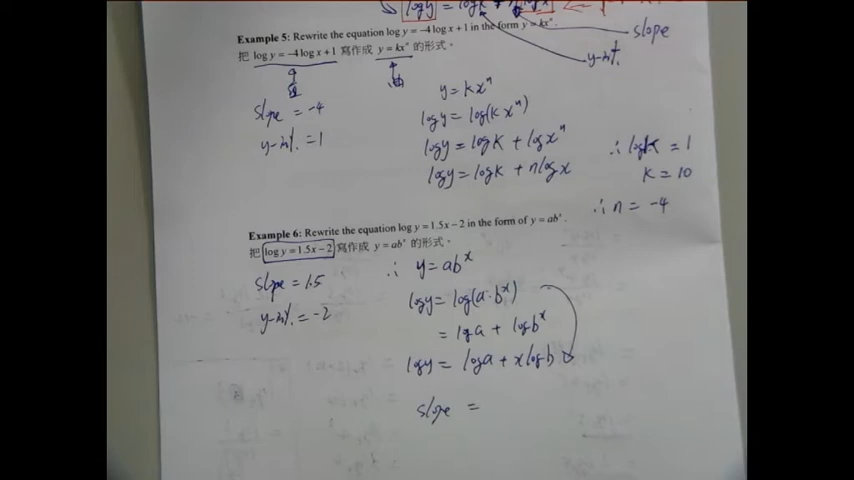 log y = log k + n log x
Example 5: Rewrite the equation log y = −4 log x + 1 in the form y = kxⁿ.
slope
把 log y = −4 log x + 1 寫作成 y = kxⁿ 的形式。
y-int.
slope = -4
y-int. = 1
y = kxⁿ
log y = log(k xⁿ)
log y = log k + log xⁿ
log y = log k + n log x
∴ log k = 1
k = 10
∴ n = -4
Example 6: Rewrite the equation log y = 1.5x − 2 in the form of y = abˣ.
把 log y = 1.5x − 2 寫作成 y = abˣ 的形式。
slope = 1.5
y-int. = -2
∴ y = abˣ
log y = log(a·bˣ)
= log a + log bˣ
log y = log a + x log b
slope =